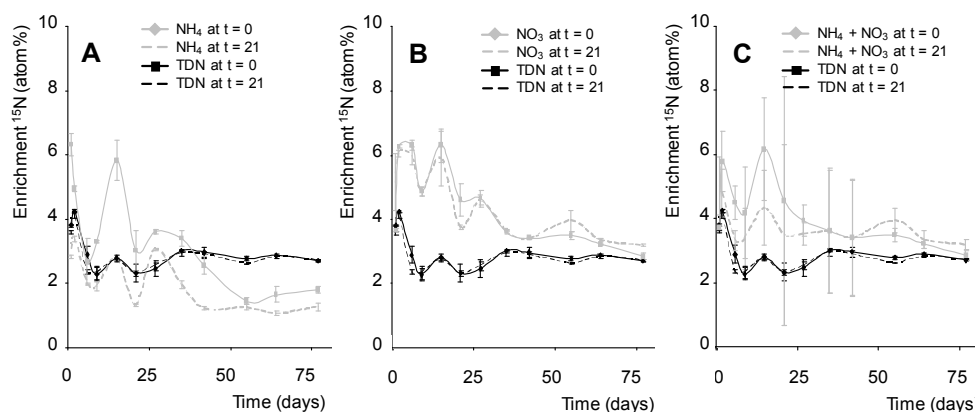 A
NH₄ at t = 0
NH₄ at t = 21
TDN at t = 0
TDN at t = 21
Enrichment ¹⁵N (atom%)
10
8
6
4
2
0
0 25 50 75
Time (days)
B
NO₃ at t = 0
NO₃ at t = 21
TDN at t = 0
TDN at t = 21
Enrichment ¹⁵N (atom%)
10
8
6
4
2
0
0 25 50 75
Time (days)
C
NH₄ + NO₃ at t = 0
NH₄ + NO₃ at t = 21
TDN at t = 0
TDN at t = 21
Enrichment ¹⁵N (atom%)
10
8
6
4
2
0
0 25 50 75
Time (days)